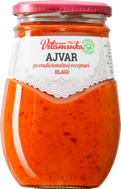 Vitaminka
AJVAR
po tradicionalnoj recepturi
BLAGI